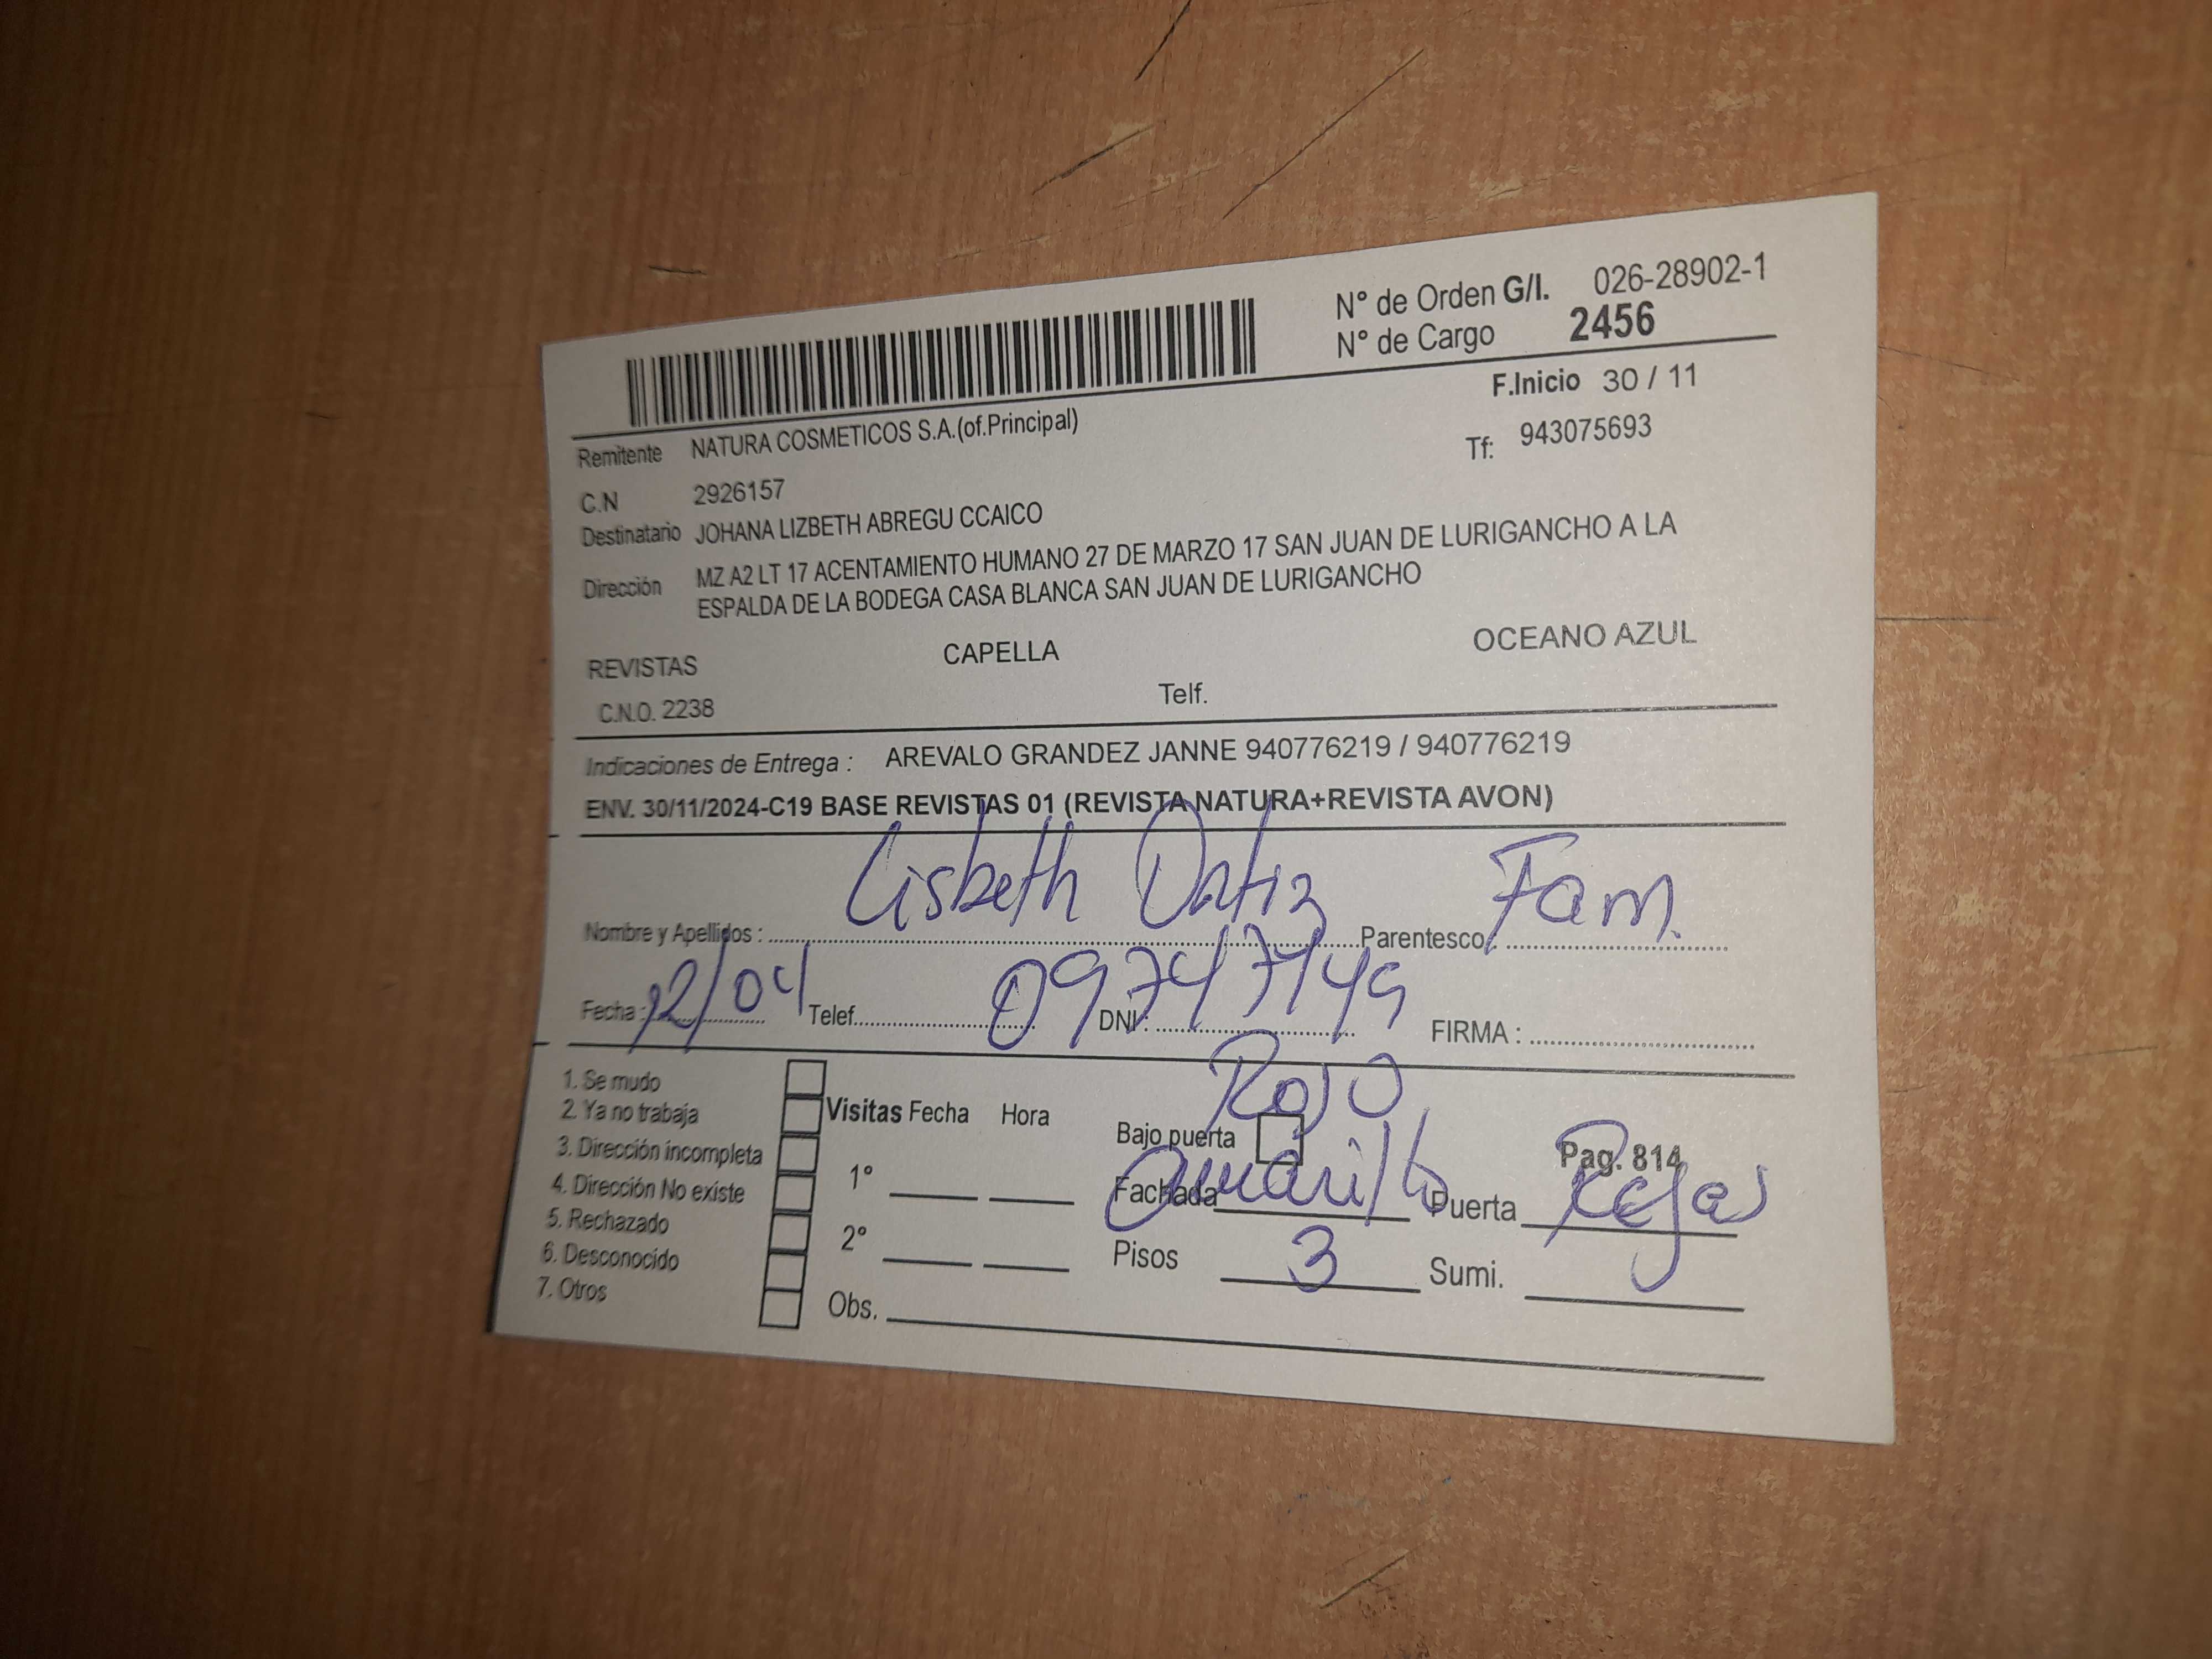 N° de Orden G/I. 026-28902-1
N° de Cargo 2456
F.Inicio 30 / 11
Remitente NATURA COSMETICOS S.A.(of.Principal)
Tf: 943075693
C.N 2926157
Destinatario JOHANA LIZBETH ABREGU CCAICO
Dirección MZ A2 LT 17 ACENTAMIENTO HUMANO 27 DE MARZO 17 SAN JUAN DE LURIGANCHO A LA
ESPALDA DE LA BODEGA CASA BLANCA SAN JUAN DE LURIGANCHO
REVISTAS CAPELLA OCEANO AZUL
C.N.O. 2238 Telf.
Indicaciones de Entrega : AREVALO GRANDEZ JANNE 940776219 / 940776219
ENV. 30/11/2024-C19 BASE REVISTAS 01 (REVISTA NATURA+REVISTA AVON)
Nombre y Apellidos : Lisbeth Ortiz Parentesco : Fam.
Fecha : 12/04 Telef. DNI : 09747149 FIRMA :
1. Se mudo
2. Ya no trabaja
3. Dirección incompleta
4. Dirección No existe
5. Rechazado
6. Desconocido
7. Otros
Visitas Fecha Hora
1°
2°
Obs.
Rojo
Bajo puerta Pag. 814
Fachada amarillo Puerta Rejas
Pisos 3 Sumi.